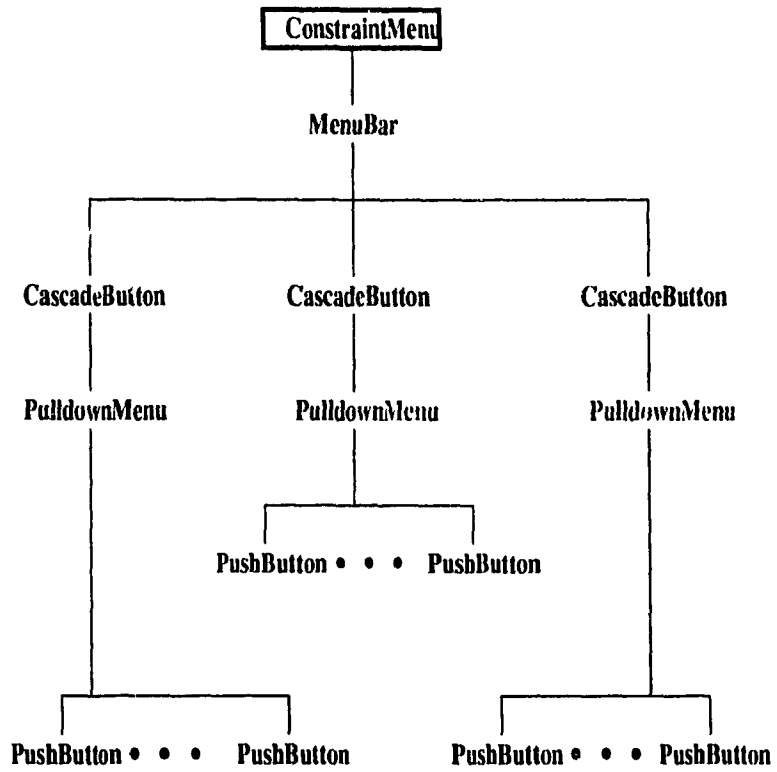 ConstraintMenu
MenuBar
CascadeButton CascadeButton CascadeButton
PulldownMenu PulldownMenu PulldownMenu
PushButton • • • PushButton
PushButton • • • PushButton PushButton • • • PushButton